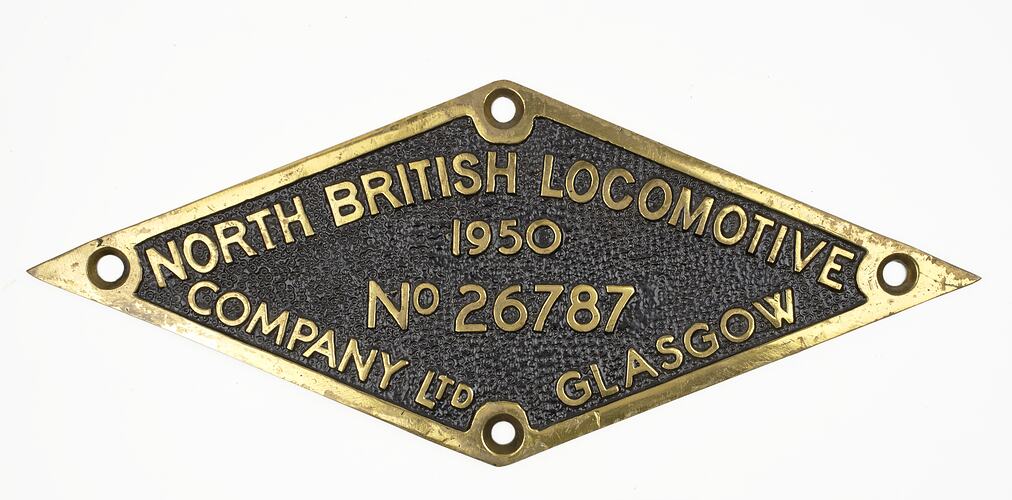 NORTH BRITISH LOCOMOTIVE
1950
No 26787
COMPANY LTD GLASGOW